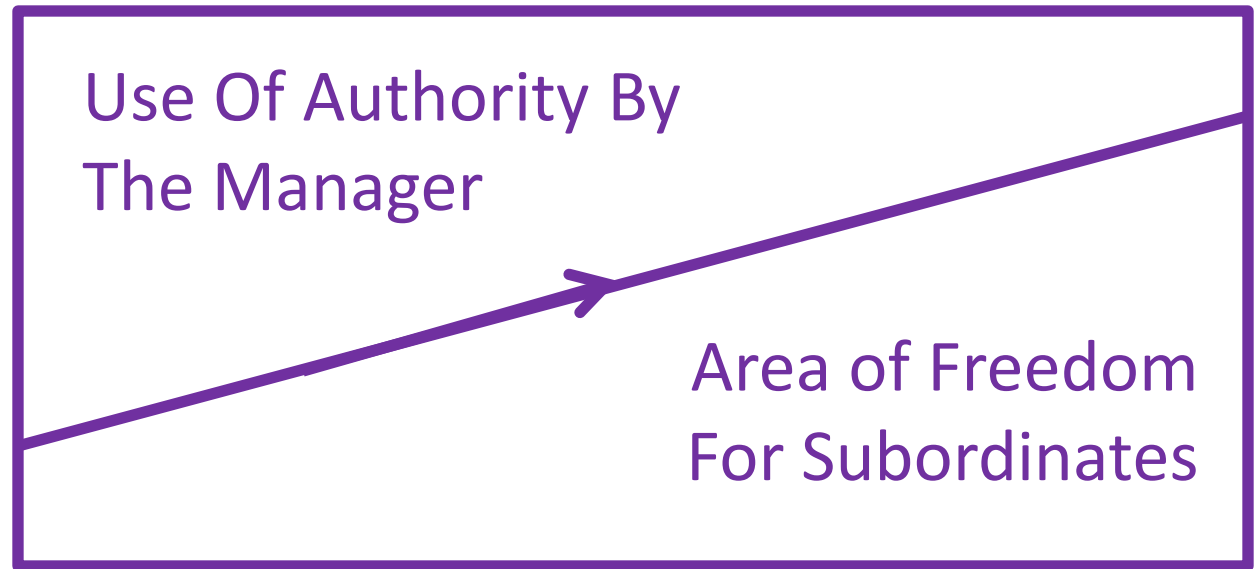 Use Of Authority By
The Manager
Area of Freedom
For Subordinates